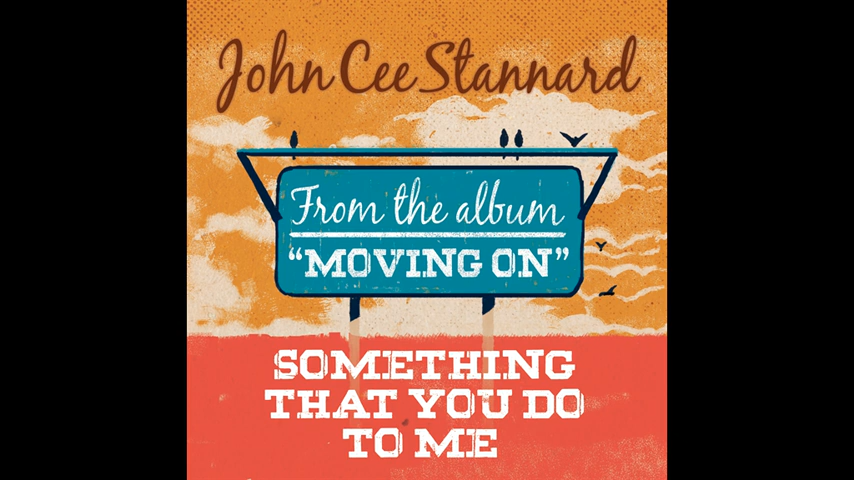 John Cee Stannard
From the album
“MOVING ON”
SOMETHING
THAT YOU DO
TO ME